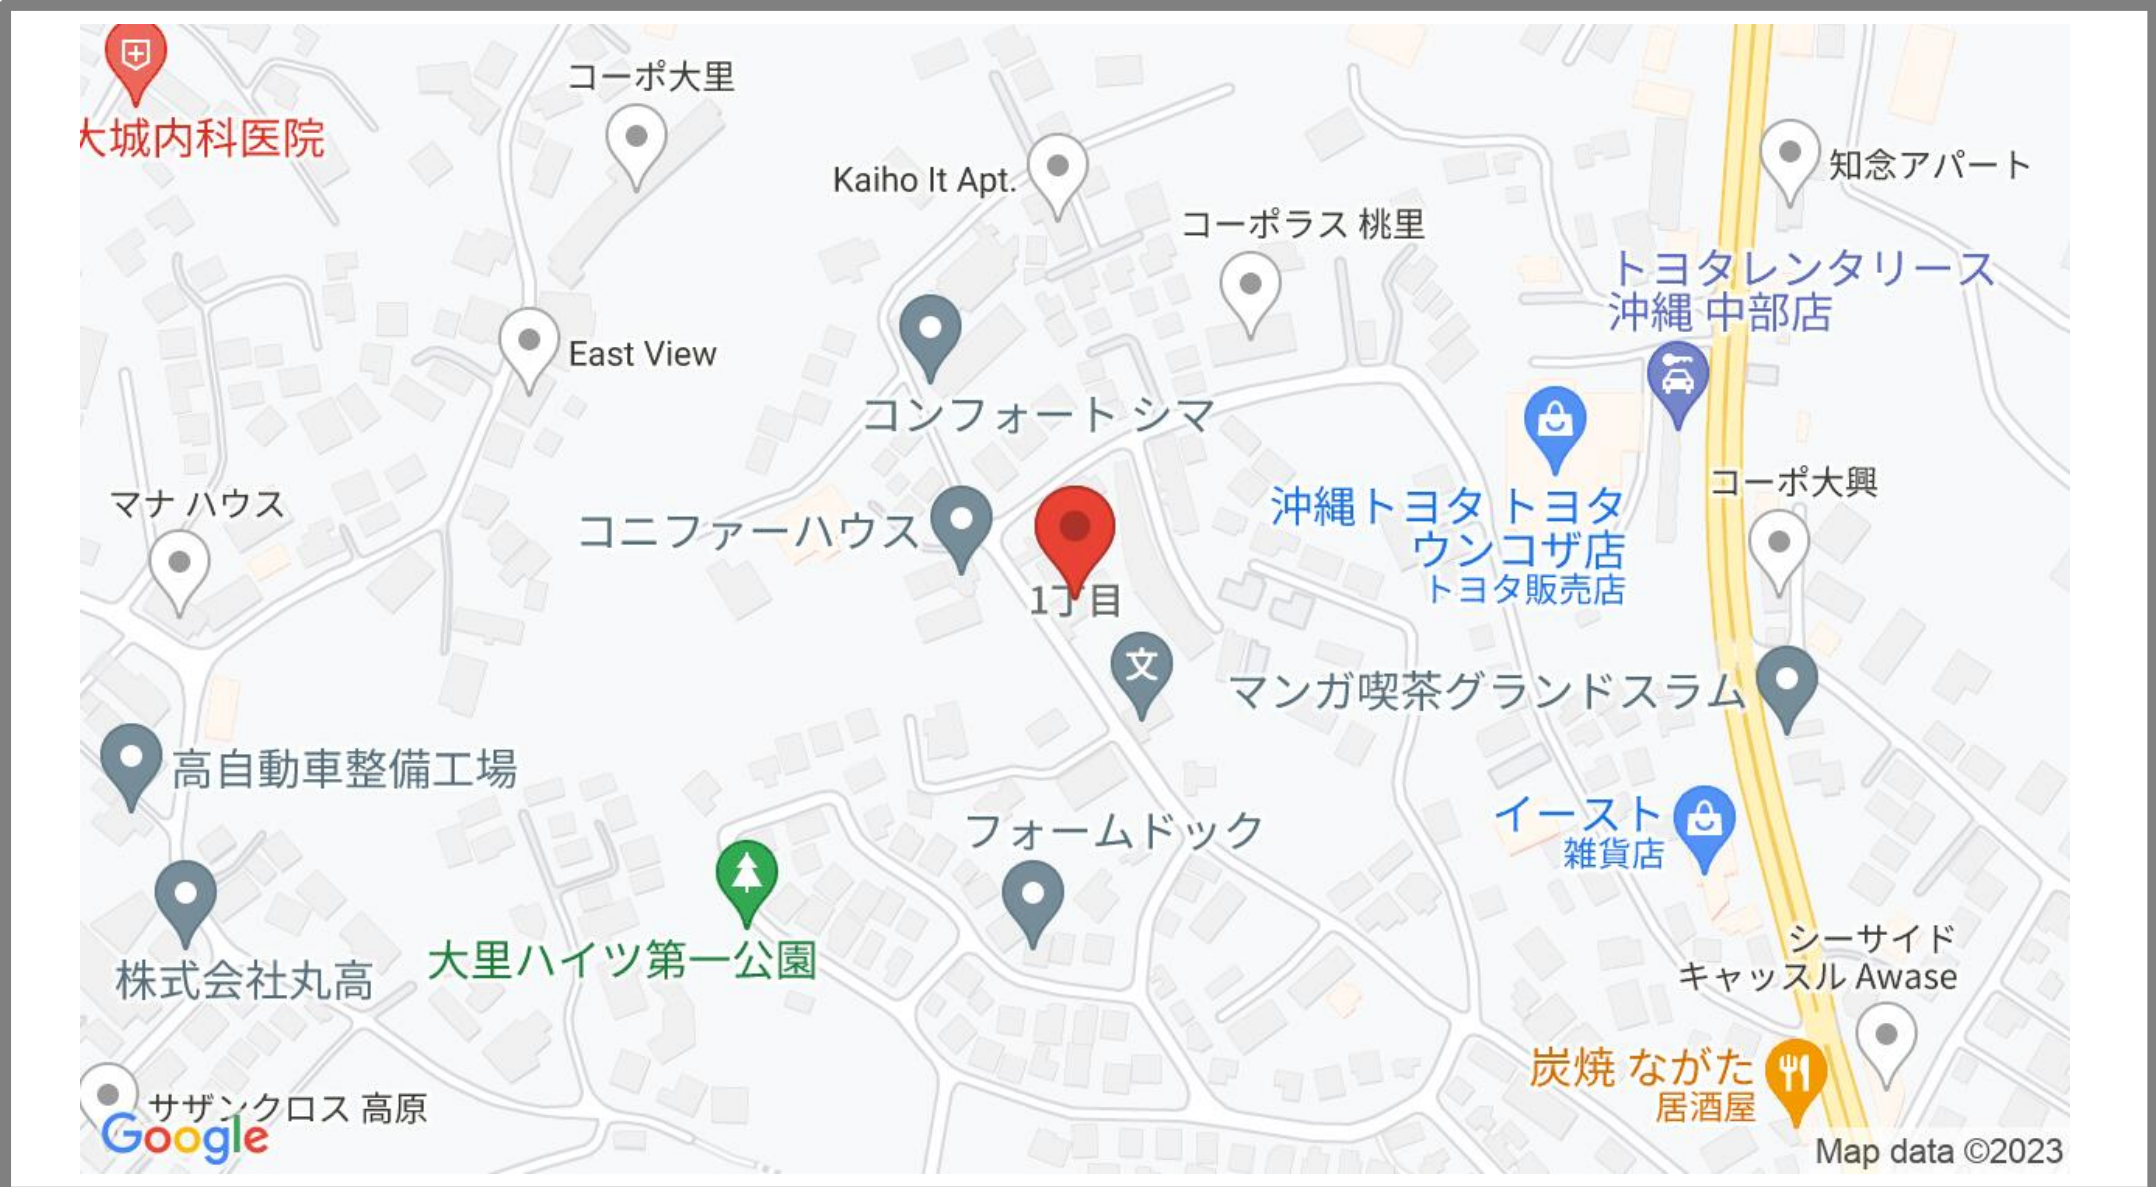 コーポ大里
大城内科医院
Kaiho It Apt.
知念アパート
コーポラス 桃里
トヨタレンタリース
沖縄 中部店
East View
コンフォート シマ
コーポ大興
マナ ハウス
コニファーハウス
沖縄トヨタ トヨタ
ウンコザ店
トヨタ販売店
1丁目
文
マンガ喫茶グランドスラム
高自動車整備工場
イースト
雑貨店
フォームドック
大里ハイツ第一公園
株式会社丸高
シーサイド
キャッスル Awase
炭焼 ながた
居酒屋
サザンクロス 高原
Google
Map data ©2023